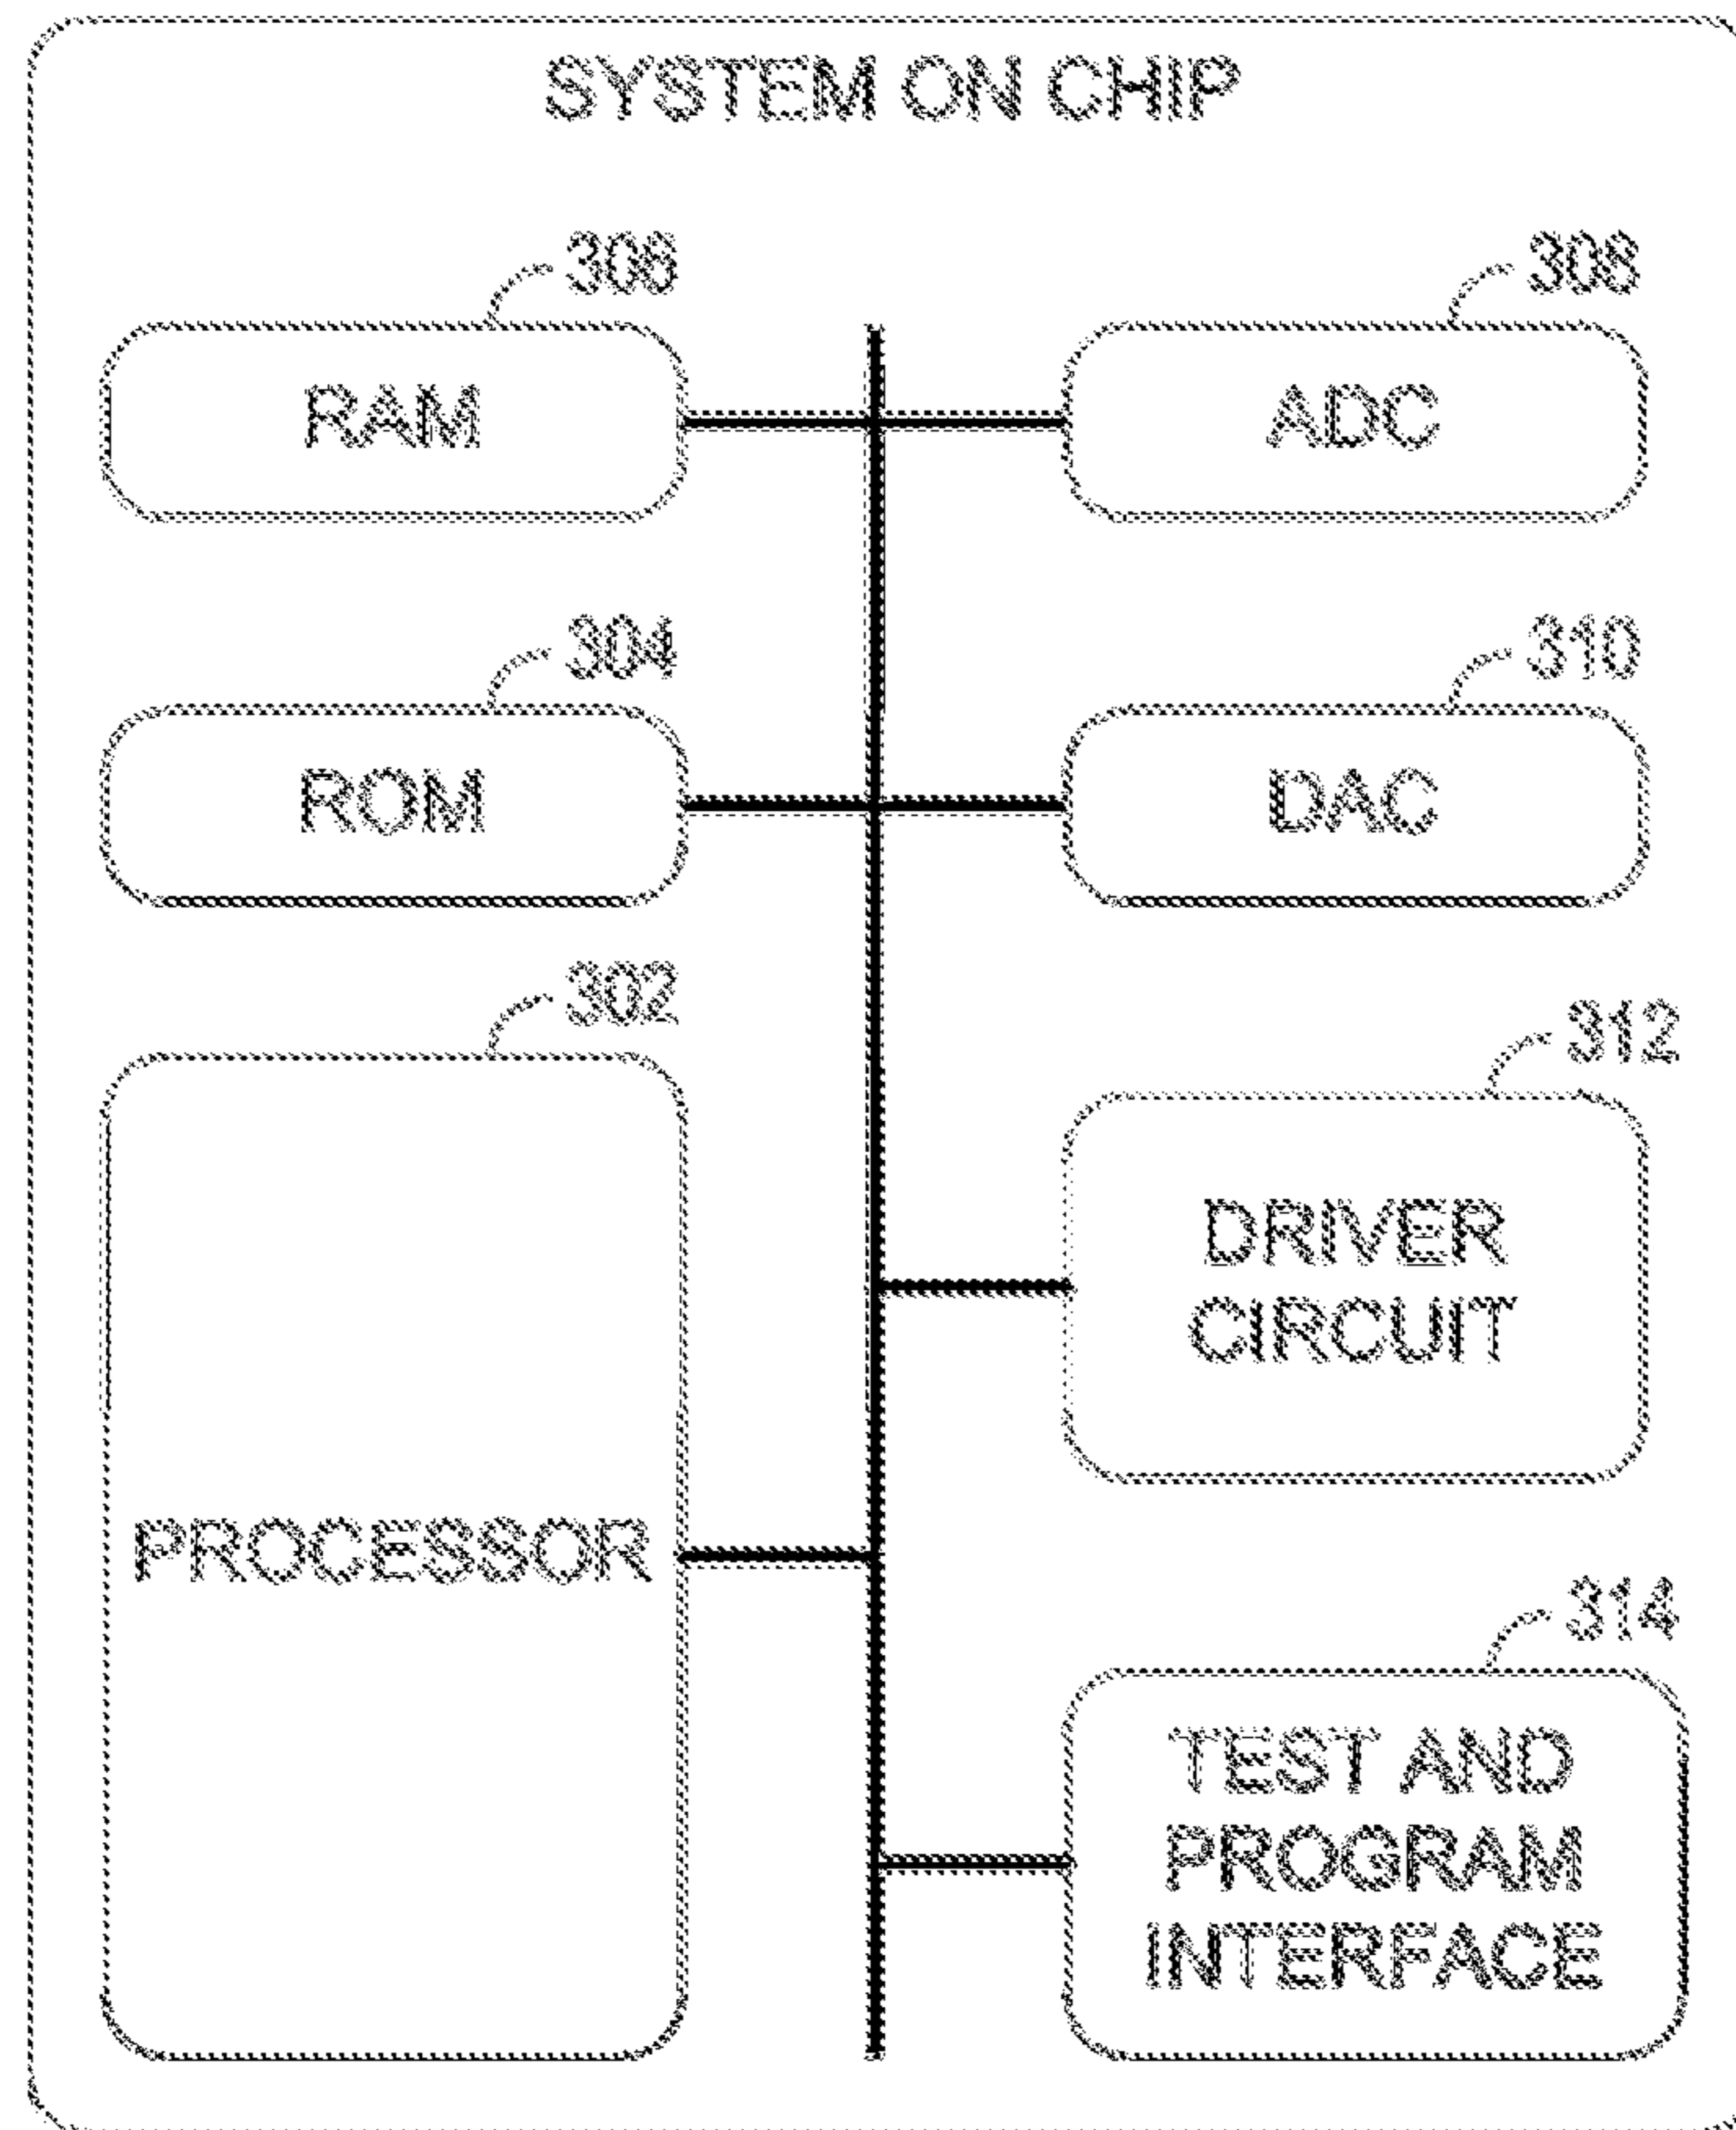 SYSTEM ON CHIP
306
308
RAM
ADC
304
310
ROM
DAC
302
312
DRIVER
CIRCUIT
PROCESSOR
314
TEST AND
PROGRAM
INTERFACE